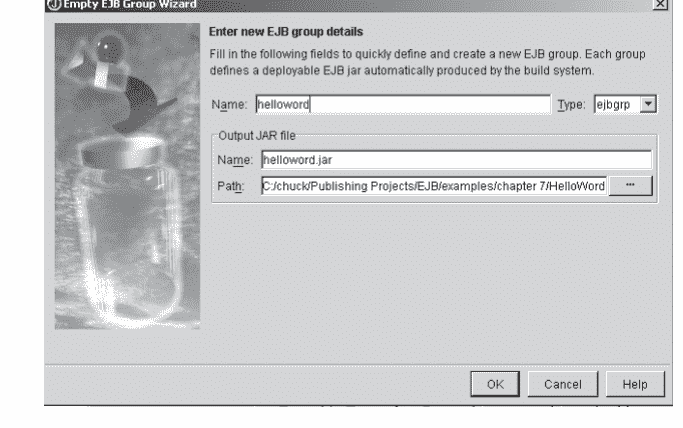 Empty EJB Group Wizard
Enter new EJB group details
Fill in the following fields to quickly define and create a new EJB group. Each group
defines a deployable EJB jar automatically produced by the build system.
Name: helloword Type: ejbgrp
Output JAR file
Name: helloword.jar
Path: C:/chuck/Publishing Projects/EJB/examples/chapter 7/HelloWord ...
OK Cancel Help